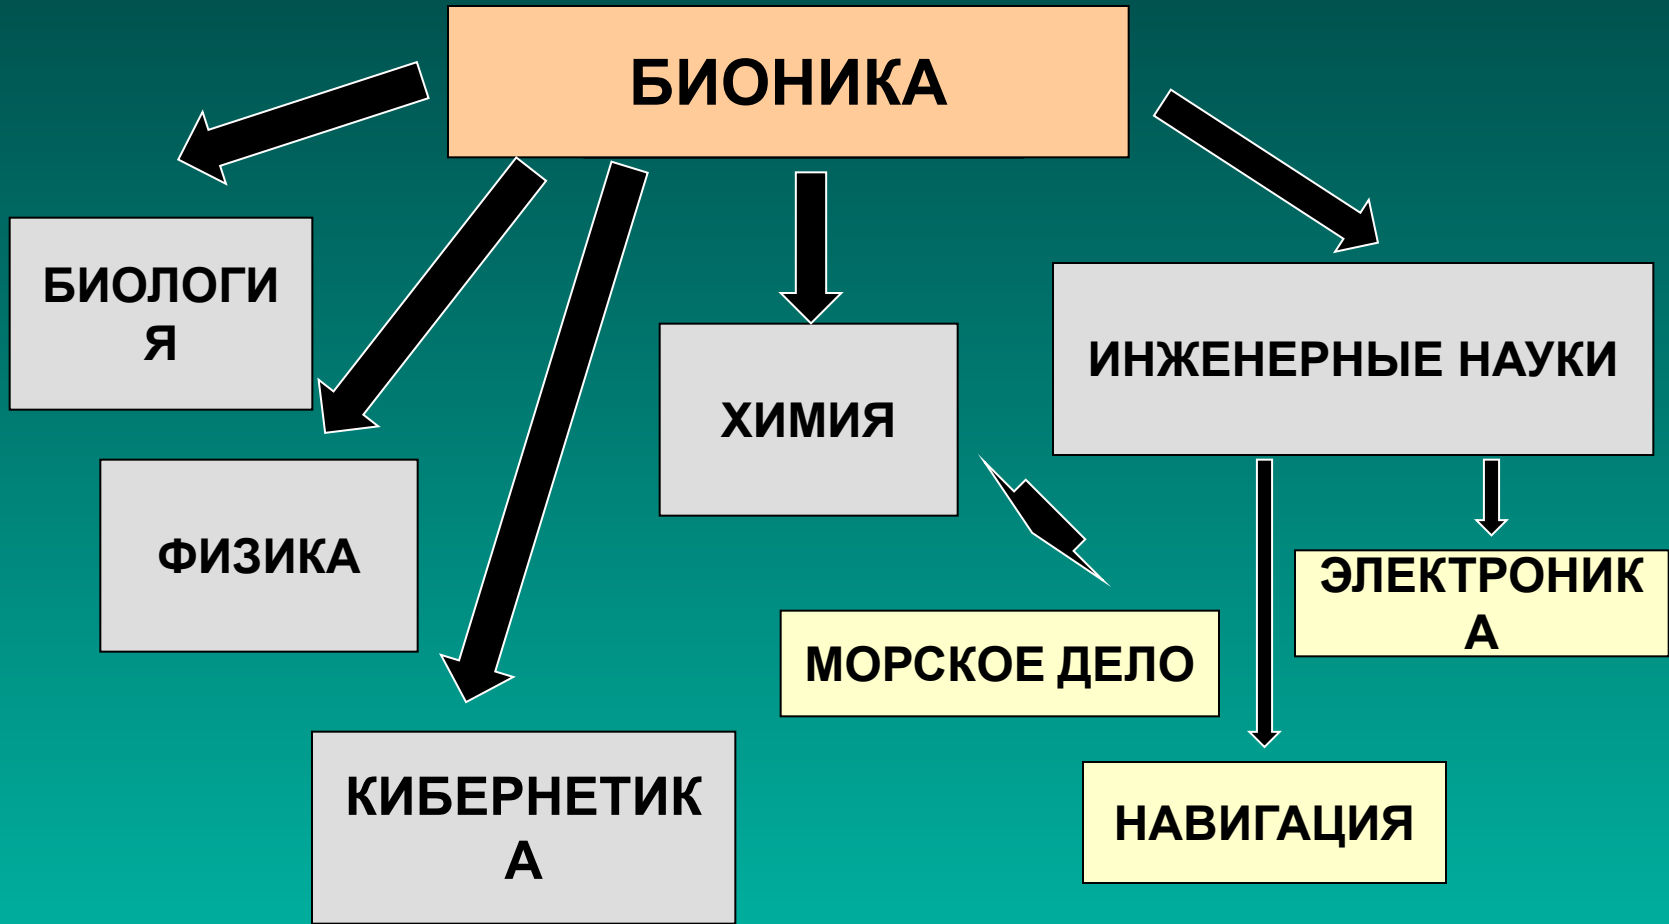 БИОНИКА
БИОЛОГИ
Я
ИНЖЕНЕРНЫЕ НАУКИ
ХИМИЯ
ФИЗИКА
ЭЛЕКТРОНИК
А
МОРСКОЕ ДЕЛО
КИБЕРНЕТИК
А
НАВИГАЦИЯ